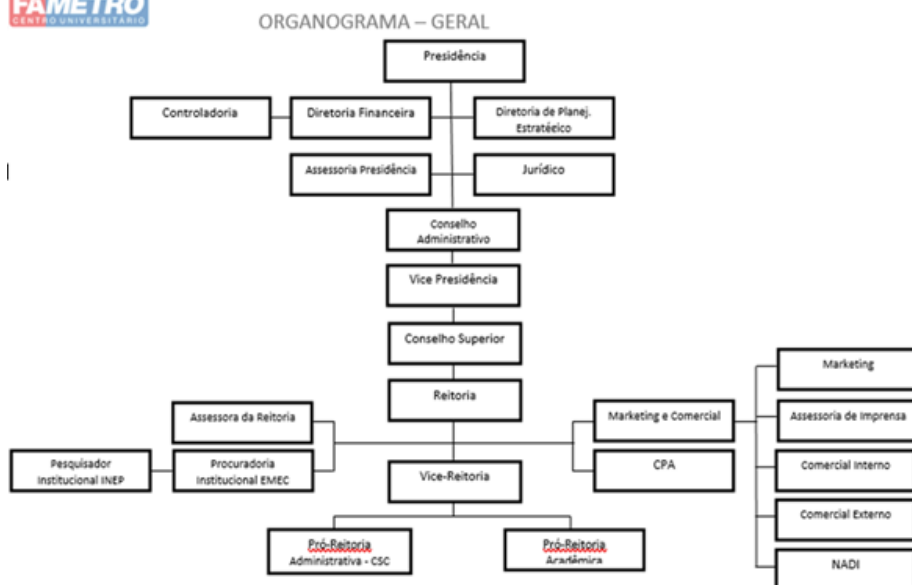 FAMETRO
CENTRO UNIVERSITÁRIO
ORGANOGRAMA – GERAL
Presidência
Controladoria
Diretoria Financeira
Diretoria de Planej.
Estratégico
Assessoria Presidência
Jurídico
Conselho
Administrativo
Vice Presidência
Conselho Superior
Reitoria
Marketing
Assessora da Reitoria
Marketing e Comercial
Assessoria de Imprensa
Pesquisador
Institucional INEP
Procuradoria
Institucional EMEC
Vice-Reitoria
CPA
Comercial Interno
Comercial Externo
Pró-Reitoria
Administrativa - CSC
Pró-Reitoria
Acadêmica
NADI